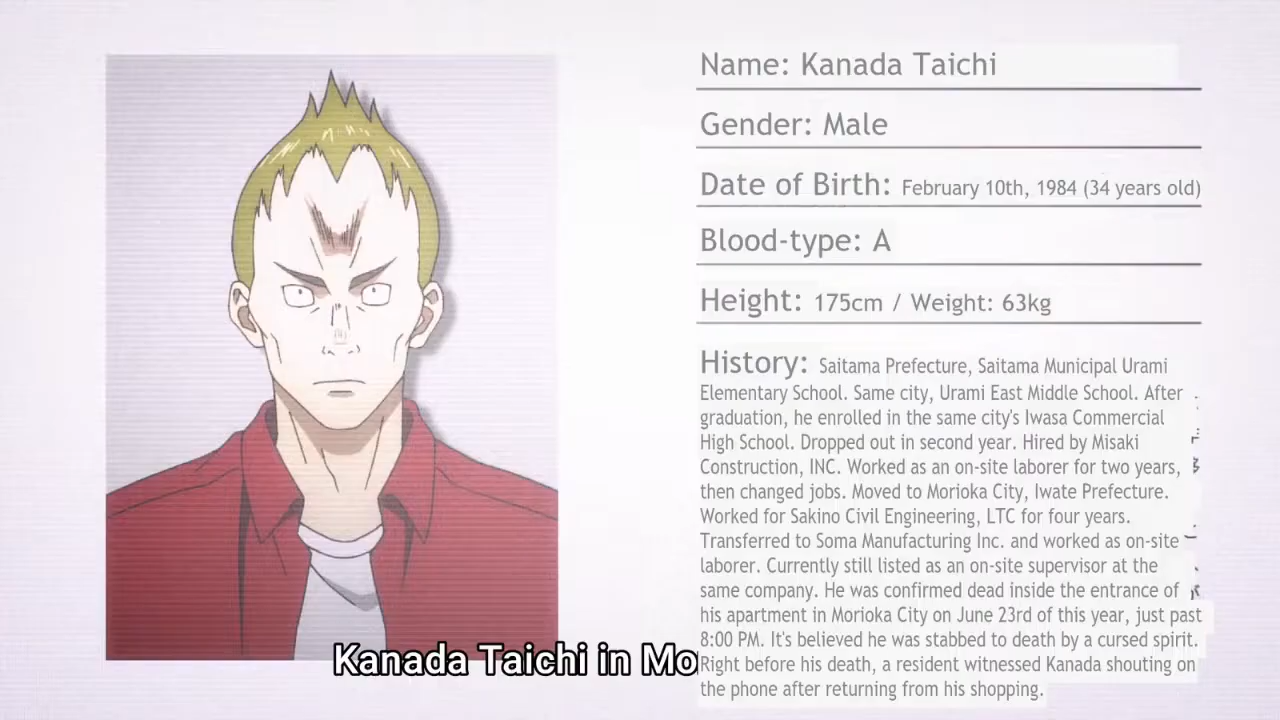 Name: Kanada Taichi
Gender: Male
Date of Birth: February 10th, 1984 (34 years old)
Blood-type: A
Height: 175cm / Weight: 63kg
History: Saitama Prefecture, Saitama Municipal Urami
Elementary School. Same city, Urami East Middle School. After
graduation, he enrolled in the same city's Iwasa Commercial
High School. Dropped out in second year. Hired by Misaki
Construction, INC. Worked as an on-site laborer for two years,
then changed jobs. Moved to Morioka City, Iwate Prefecture.
Worked for Sakino Civil Engineering, LTC for four years.
Transferred to Soma Manufacturing Inc. and worked as on-site
laborer. Currently still listed as an on-site supervisor at the
same company. He was confirmed dead inside the entrance of
his apartment in Morioka City on June 23rd of this year, just past
8:00 PM. It's believed he was stabbed to death by a cursed spirit.
Right before his death, a resident witnessed Kanada shouting on
the phone after returning from his shopping.
Kanada Taichi in Mo